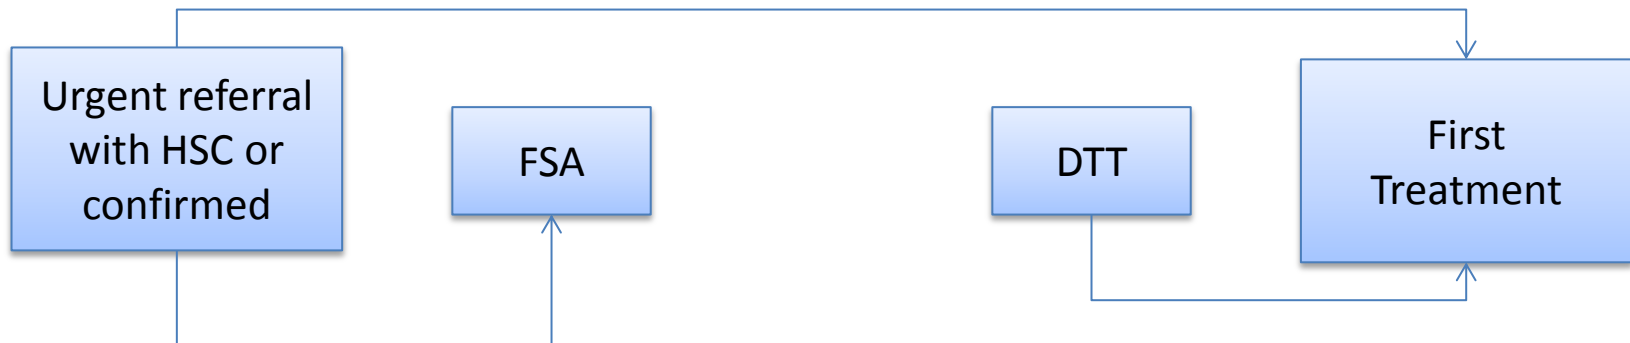 Urgent referral
with HSC or
confirmed
FSA
DTT
First
Treatment